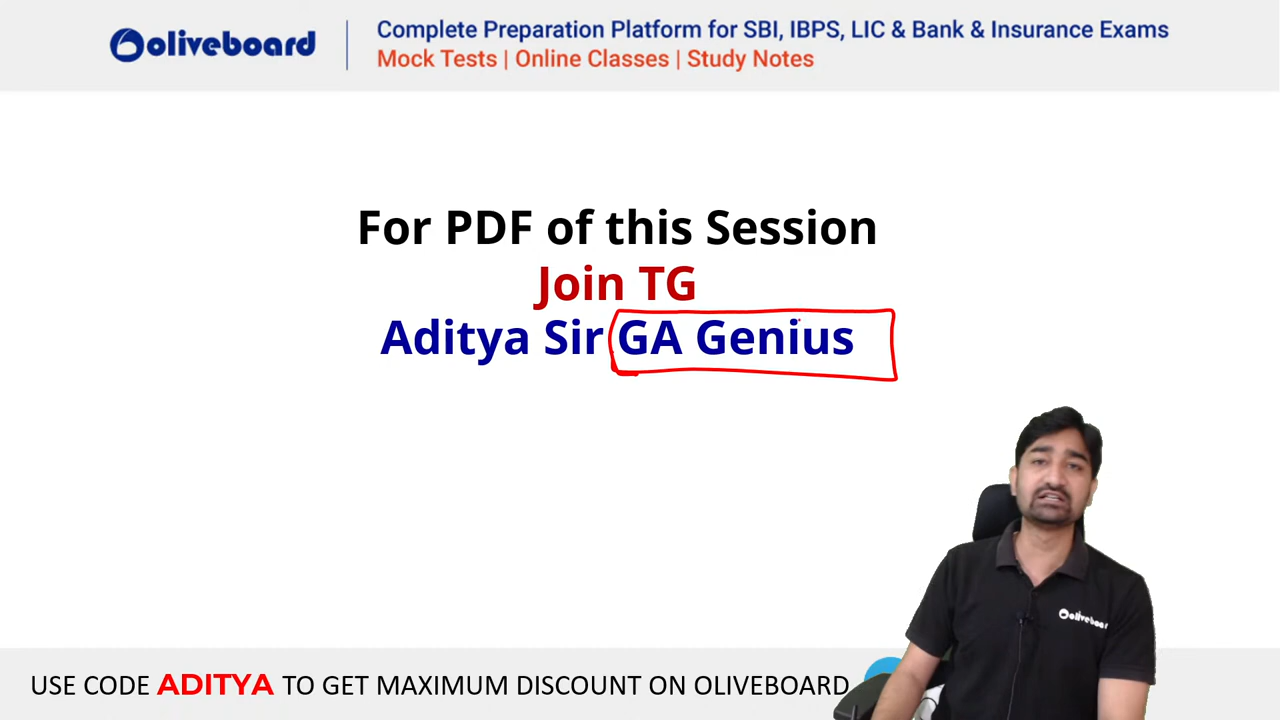 oliveboard
Complete Preparation Platform for SBI, IBPS, LIC & Bank & Insurance Exams
Mock Tests | Online Classes | Study Notes
For PDF of this Session
Join TG
Aditya Sir GA Genius
oliveboard
USE CODE ADITYA TO GET MAXIMUM DISCOUNT ON OLIVEBOARD